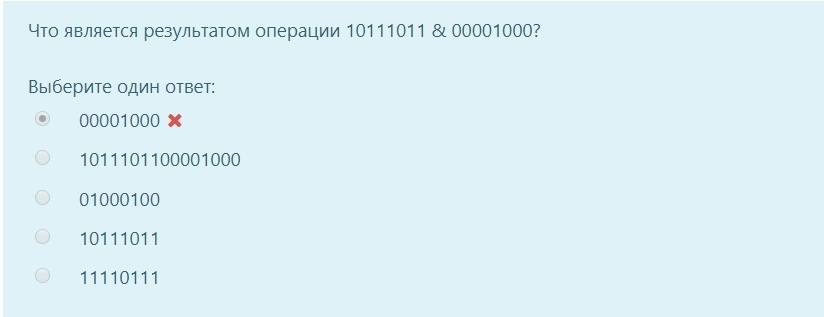 Что является результатом операции 10111011 & 00001000?
Выберите один ответ:
00001000
1011101100001000
01000100
10111011
11110111